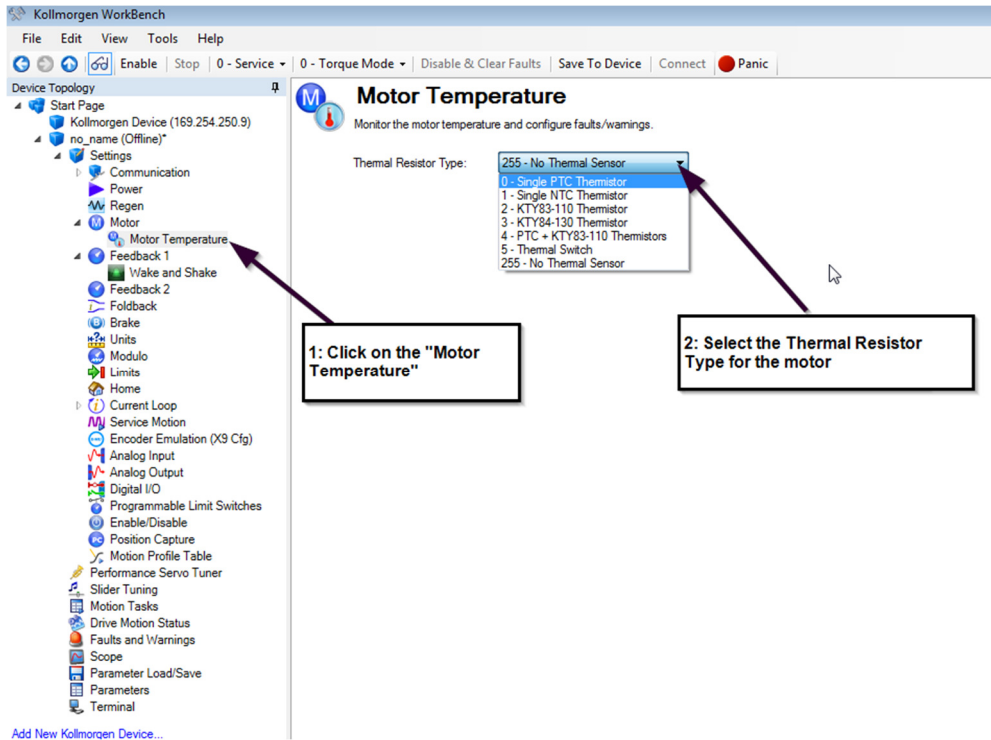 Kollmorgen WorkBench
File Edit View Tools Help
Enable Stop 0 - Service 0 - Torque Mode Disable & Clear Faults Save To Device Connect Panic
Device Topology
Start Page
Kollmorgen Device (169.254.250.9)
no_name (Offline)*
Settings
Communication
Power
Regen
Motor
Motor Temperature
Feedback 1
Wake and Shake
Feedback 2
Foldback
Brake
Units
Modulo
Limits
Home
Current Loop
Service Motion
Encoder Emulation (X9 Cfg)
Analog Input
Analog Output
Digital I/O
Programmable Limit Switches
Enable/Disable
Position Capture
Motion Profile Table
Performance Servo Tuner
Slider Tuning
Motion Tasks
Drive Motion Status
Faults and Warnings
Scope
Parameter Load/Save
Parameters
Terminal
Add New Kollmorgen Device...
Motor Temperature
Monitor the motor temperature and configure faults/warnings.
Thermal Resistor Type: 255 - No Thermal Sensor
0 - Single PTC Thermistor
1 - Single NTC Thermistor
2 - KTY83-110 Thermistor
3 - KTY84-130 Thermistor
4 - PTC + KTY83-110 Thermistors
5 - Thermal Switch
255 - No Thermal Sensor
1: Click on the "Motor
Temperature"
2: Select the Thermal Resistor
Type for the motor